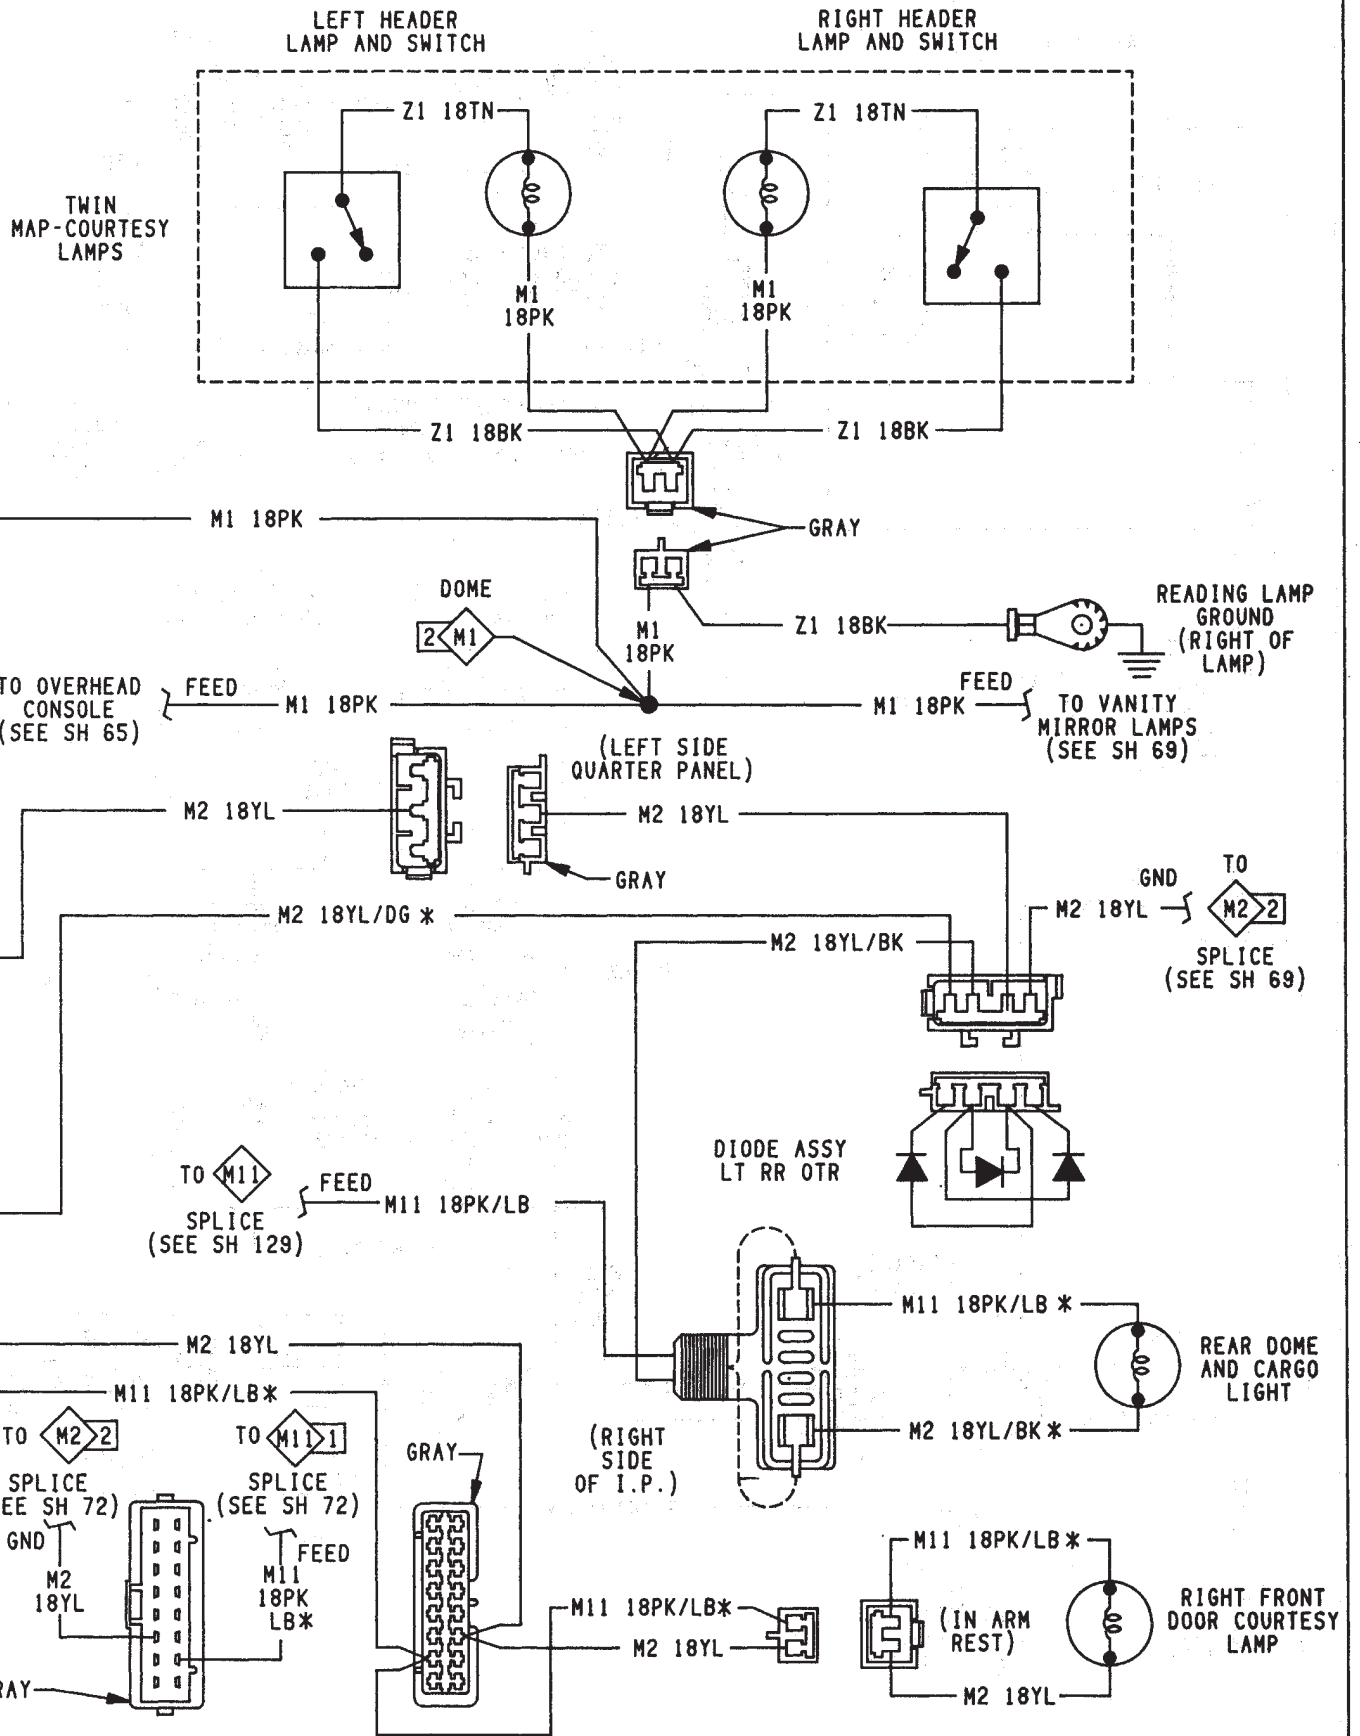 LEFT HEADER
LAMP AND SWITCH
RIGHT HEADER
LAMP AND SWITCH
Z1 18TN
Z1 18TN
TWIN
MAP-COURTESY
LAMPS
M1
18PK
M1
18PK
Z1 18BK
Z1 18BK
M1 18PK
GRAY
DOME
2 M1
M1
18PK
Z1 18BK
READING LAMP
GROUND
(RIGHT OF
LAMP)
TO OVERHEAD
CONSOLE
(SEE SH 65)
FEED
M1 18PK
M1 18PK
FEED
TO VANITY
MIRROR LAMPS
(SEE SH 69)
(LEFT SIDE
QUARTER PANEL)
M2 18YL
M2 18YL
GRAY
M2 18YL/DG *
M2 18YL/BK
GND
M2 18YL
TO
M2 2
SPLICE
(SEE SH 69)
DIODE ASSY
LT RR OTR
TO M11
SPLICE
(SEE SH 129)
FEED
M11 18PK/LB
M11 18PK/LB *
REAR DOME
AND CARGO
LIGHT
M2 18YL/BK *
M2 18YL
M11 18PK/LB *
TO M2 2
SPLICE
EE SH 72)
GND
M2
18YL
TO M11 1
SPLICE
(SEE SH 72)
FEED
M11
18PK
LB*
GRAY
(RIGHT
SIDE
OF I.P.)
M11 18PK/LB *
M11 18PK/LB*
M2 18YL
(IN ARM
REST)
RIGHT FRONT
DOOR COURTESY
LAMP
M2 18YL
RAY